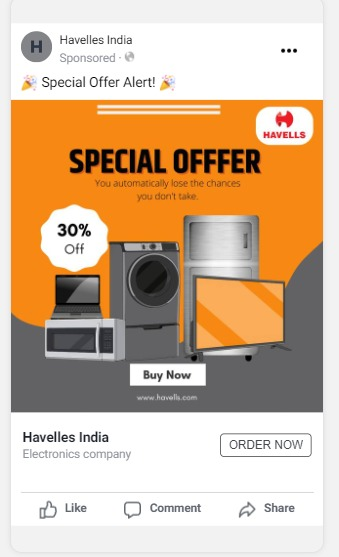 H
Havelles India
Sponsored ·
🎉 Special Offer Alert! 🎉
HAVELLS
SPECIAL OFFFER
You automatically lose the chances
you don't take.
30%
Off
Buy Now
www.havells.com
Havelles India
ORDER NOW
Electronics company
Like Comment Share